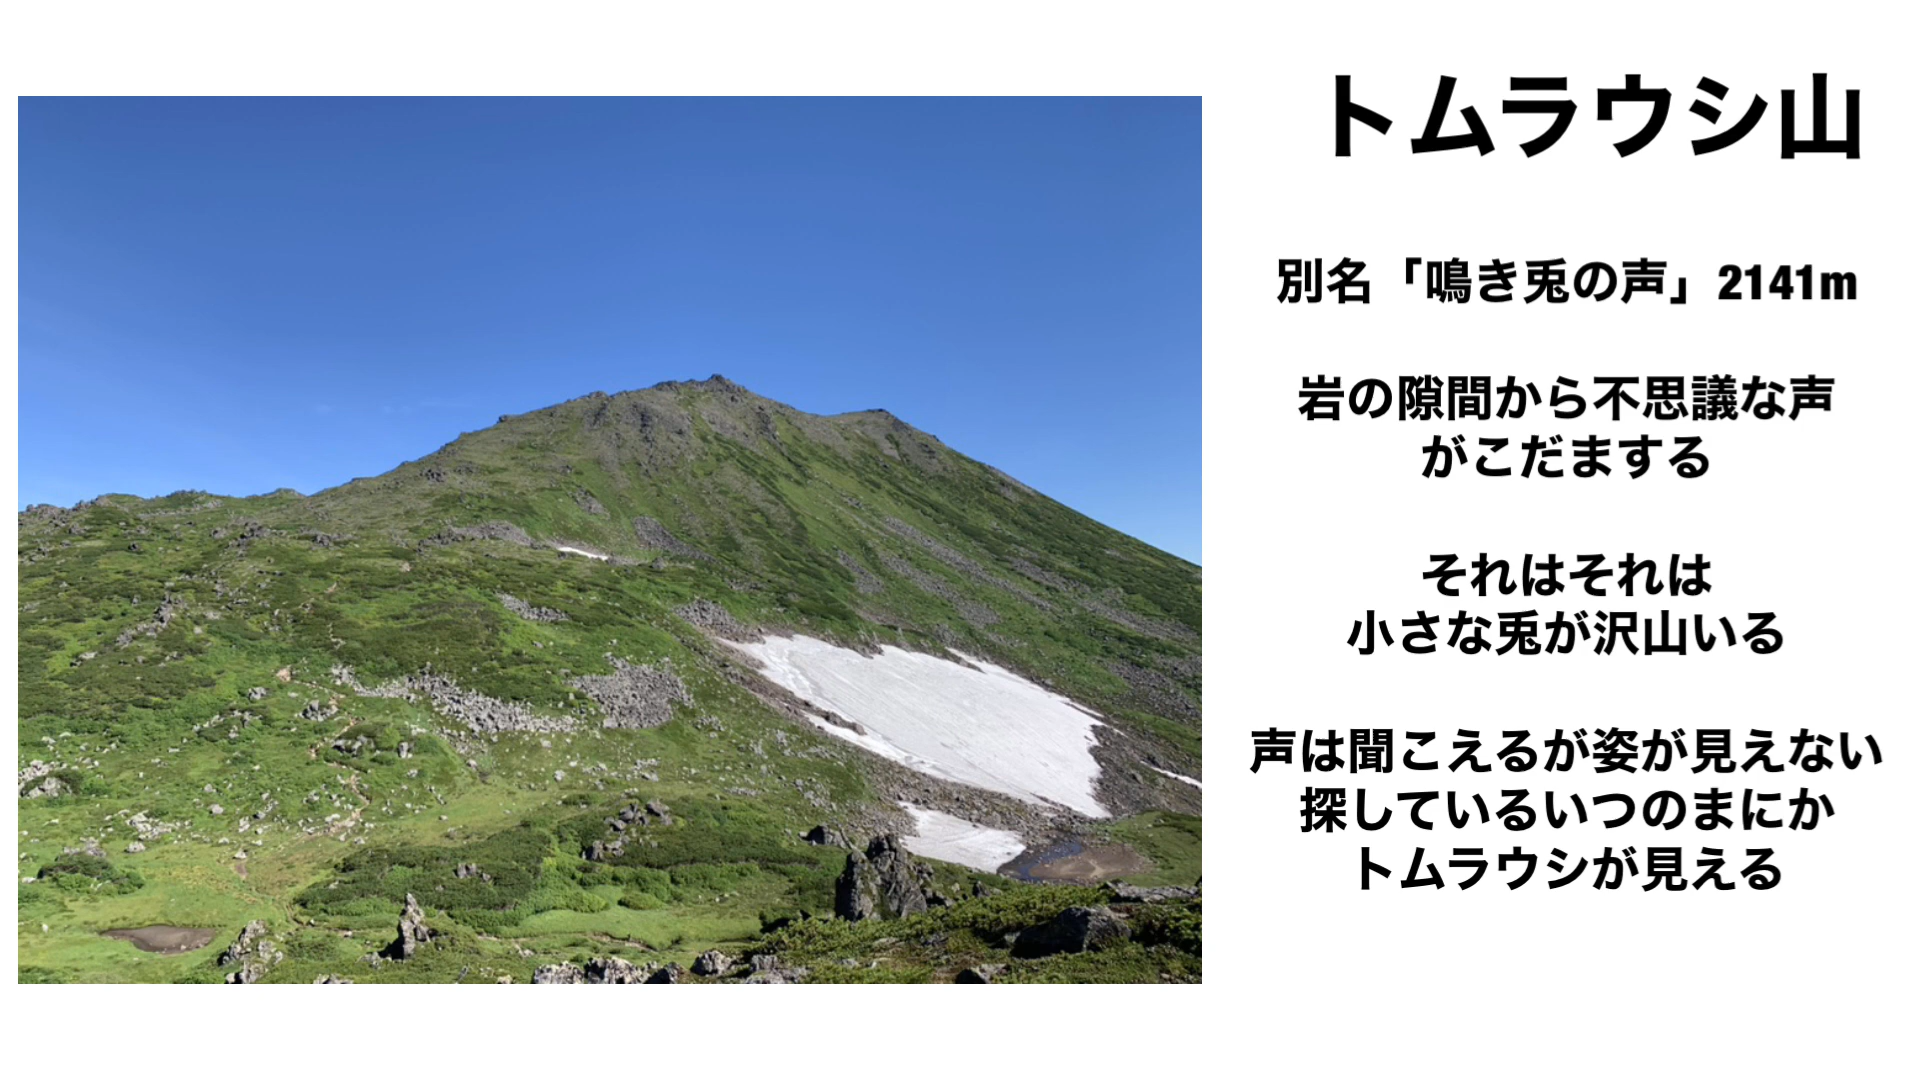 トムラウシ山
別名「鳴き兎の声」2141m
岩の隙間から不思議な声
がこだまする
それはそれは
小さな兎が沢山いる
声は聞こえるが姿が見えない
探しているいつのまにか
トムラウシが見える